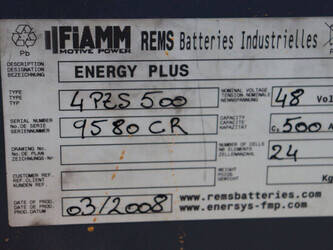 Pb
FIAMM
MOTIVE POWER
REMS Batteries Industrielles
DESCRIPTION
DESIGNATION
BEZEICHNUNG
ENERGY PLUS
TYPE
TYPE
TYP
4PZS 500
NOMINAL VOLTAGE
TENSION NOMINALE
NENNSPANNUNG
48 Vol
SERIAL NUMBER
No DE SERIE
SERIENNUMMER
9580 CR
CAPACITY
CAPACITE
KAPAZITAT
C5 500 A
DRAWING No
No DE PLAN
ZEICHNUNG-Nr.
NUMBER OF CELLS
NB ELEMENTS
ZELLENANZAHL
24
CUSTOMER REF.
REF.CLIENT
KUNDEN REF
WEIGHT
POIDS
Kg
DATE OF PROD.
DATE DE PROD.
PROD.DATUM
03/2008
www.remsbatteries.com
www.enersys-fmp.com